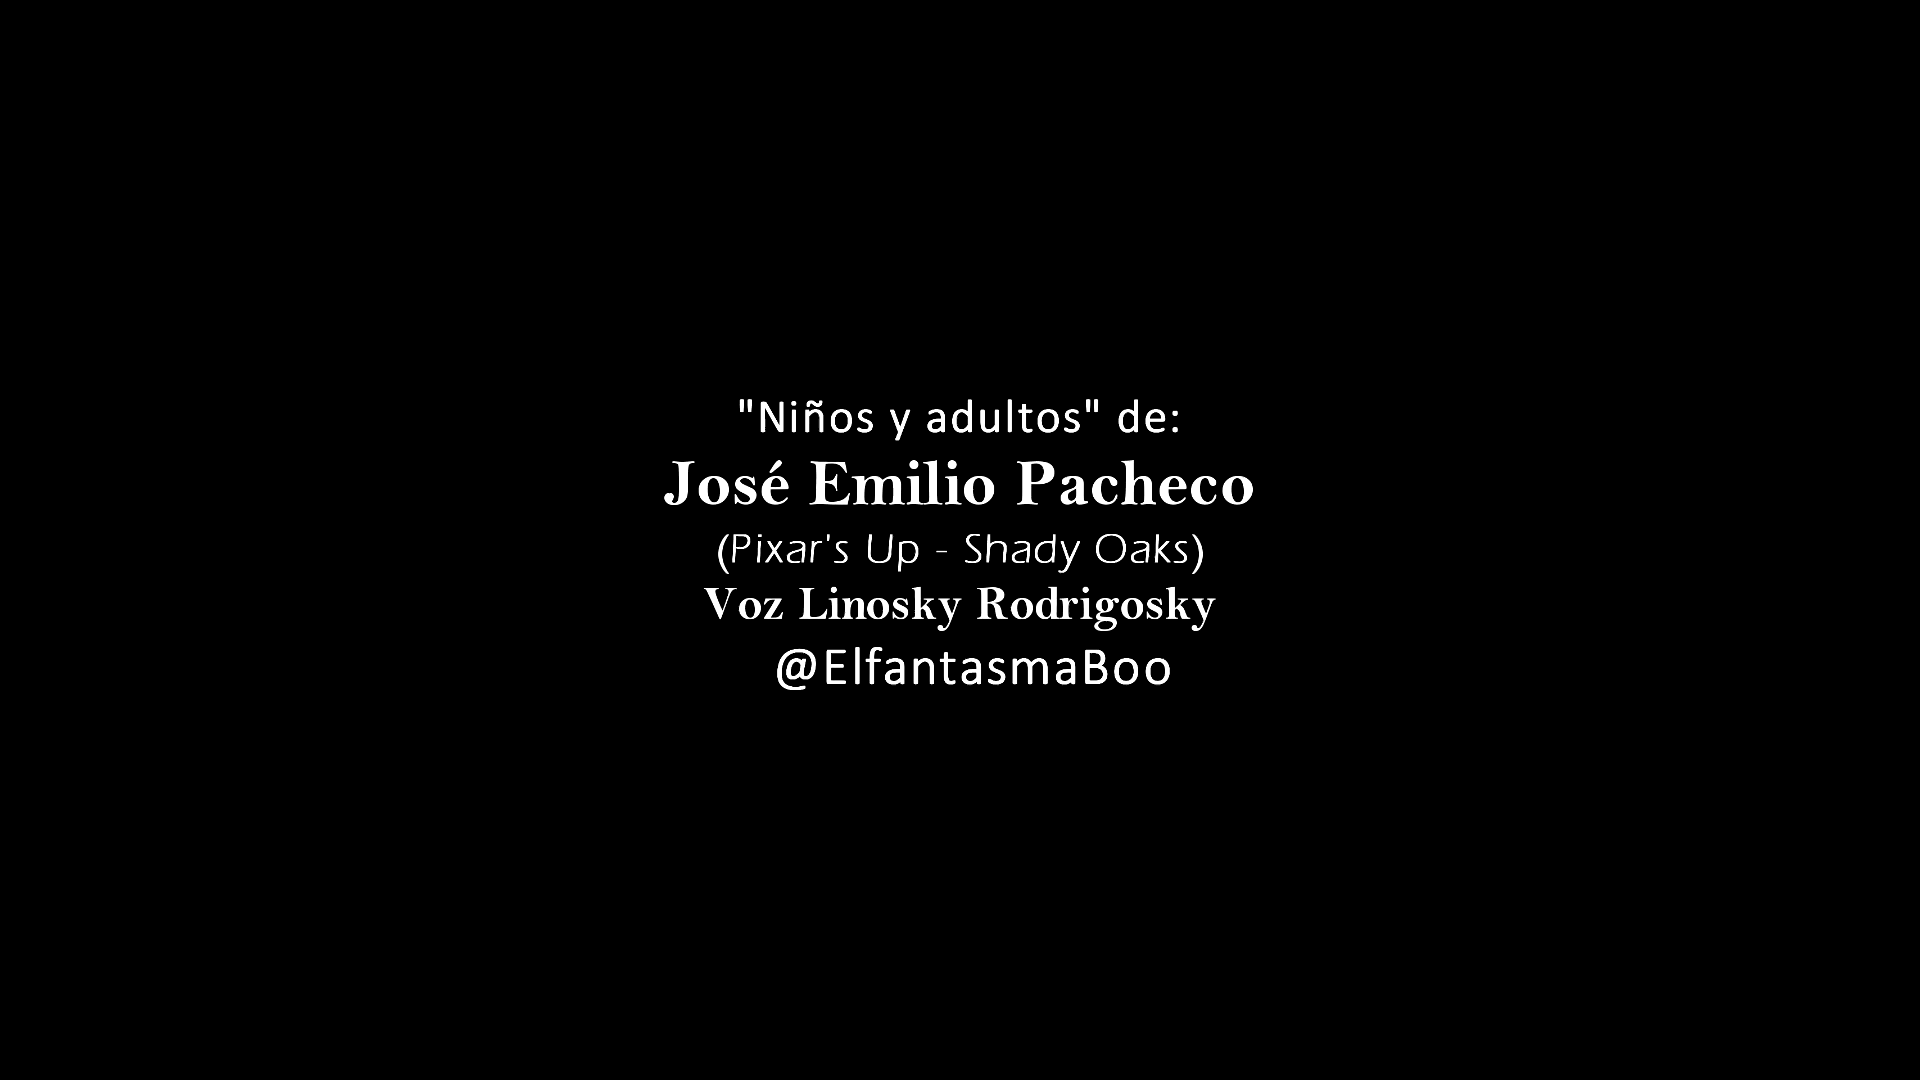 "Niños y adultos" de:
José Emilio Pacheco
(Pixar's Up - Shady Oaks)
Voz Linosky Rodrigosky
@ElfantasmaBoo